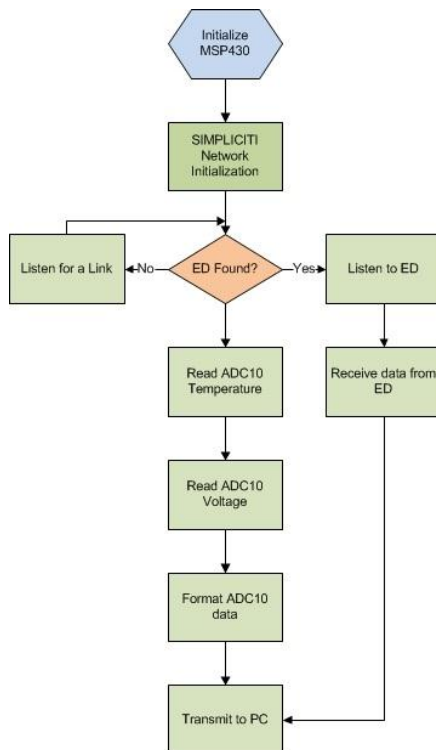 Initialize
MSP430
SIMPLICITI
Network
Initialization
Listen for a Link
No
ED Found?
Yes
Listen to ED
Read ADC10
Temperature
Receive data from
ED
Read ADC10
Voltage
Format ADC10
data
Transmit to PC